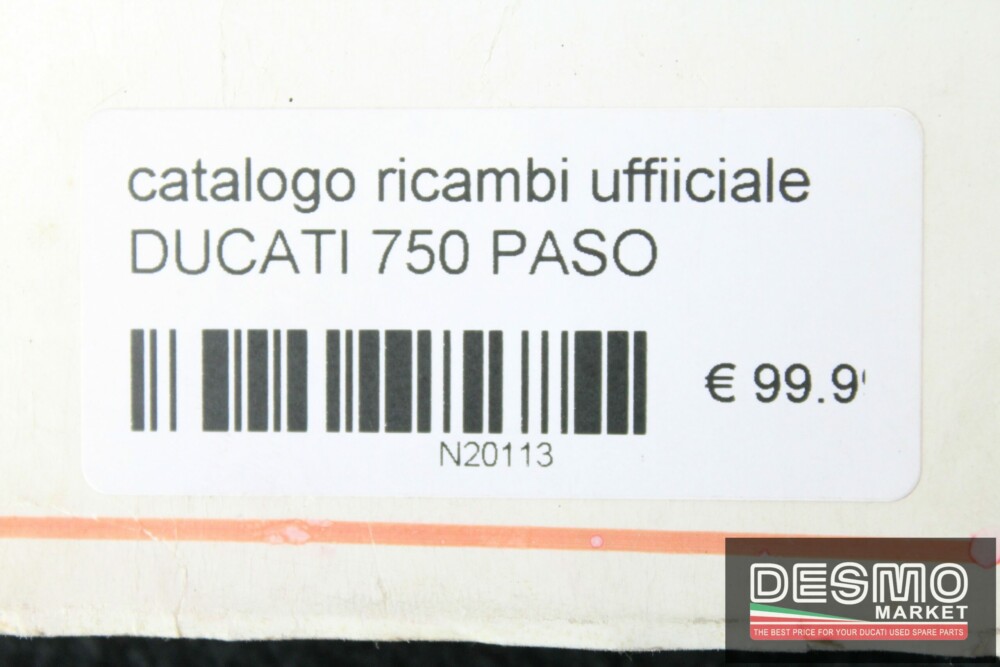 catalogo ricambi uffiiciale
DUCATI 750 PASO
€ 99.9
N20113
DESMO
MARKET
THE BEST PRICE FOR YOUR DUCATI USED SPARE PARTS